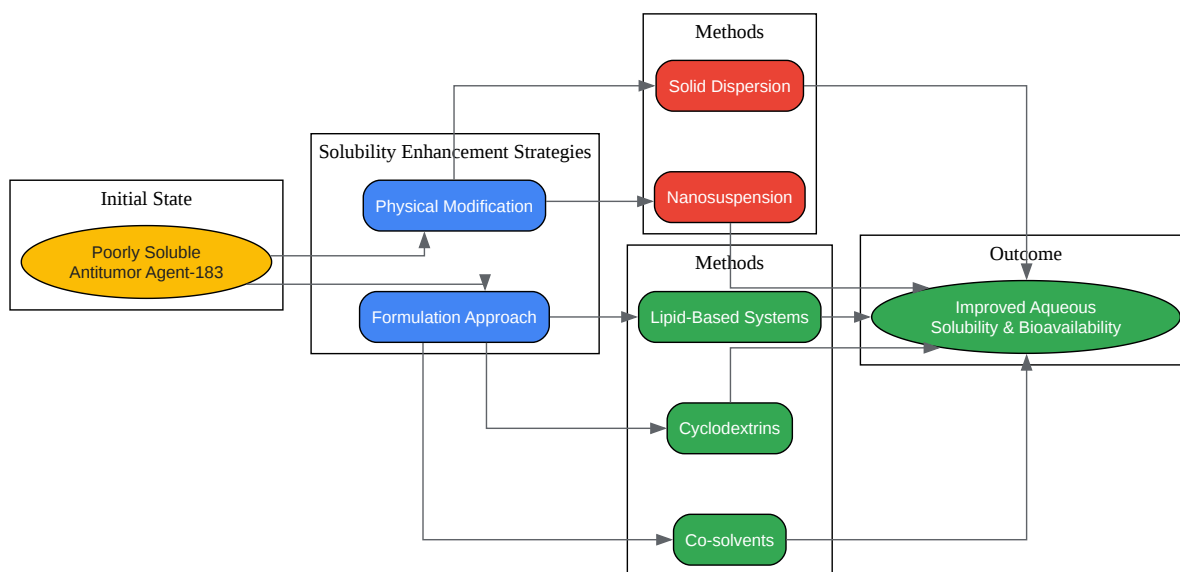 Initial State
Poorly Soluble
Antitumor Agent-183
Solubility Enhancement Strategies
Physical Modification
Formulation Approach
Methods
Solid Dispersion
Nanosuspension
Methods
Lipid-Based Systems
Cyclodextrins
Co-solvents
Outcome
Improved Aqueous
Solubility & Bioavailability